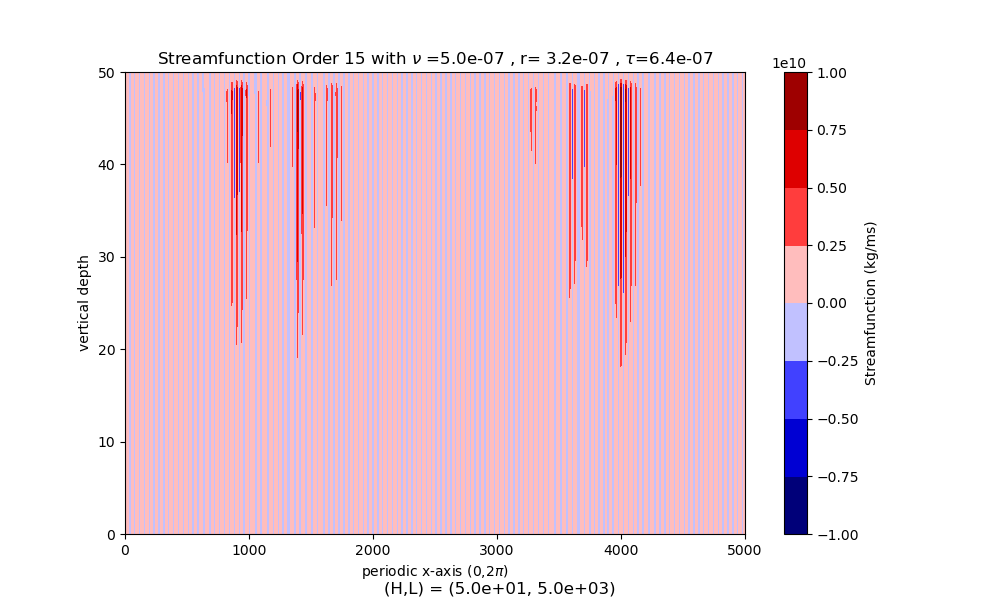 Streamfunction Order 15 with ν =5.0e-07 , r= 3.2e-07 , τ=6.4e-07
1e10
50
40
30
20
10
0
vertical depth
0 1000 2000 3000 4000 5000
periodic x-axis (0,2π)
(H,L) = (5.0e+01, 5.0e+03)
1.00
0.75
0.50
0.25
0.00
−0.25
−0.50
−0.75
−1.00
Streamfunction (kg/ms)